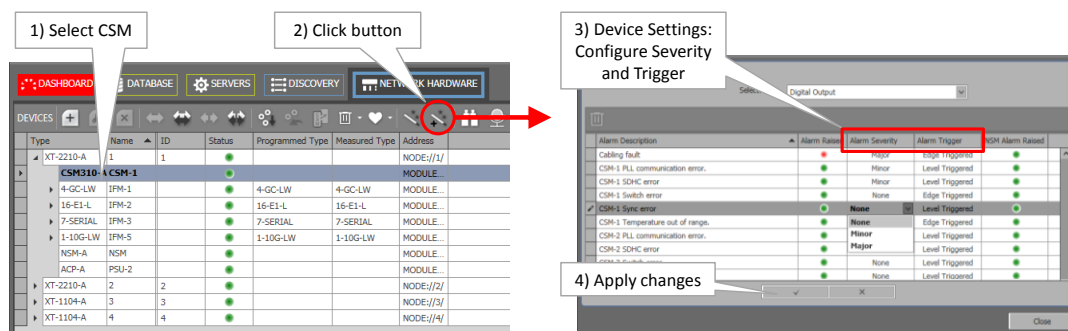 1) Select CSM
2) Click button
3) Device Settings:
Configure Severity
and Trigger
DASHBOARD DATABASE SERVERS DISCOVERY NETWORK HARDWARE
DEVICES
Type Name ID Status Programmed Type Measured Type Address
XT-2210-A 1 1 NODE://1/
CSM310-A CSM-1 MODULE...
4-GC-LW IFM-1 4-GC-LW 4-GC-LW MODULE...
16-E1-L IFM-2 16-E1-L 16-E1-L MODULE...
7-SERIAL IFM-3 7-SERIAL 7-SERIAL MODULE...
1-10G-LW IFM-5 1-10G-LW 1-10G-LW MODULE...
NSM-A NSM MODULE...
ACP-A PSU-2 MODULE...
XT-2210-A 2 2 NODE://2/
XT-1104-A 3 3 NODE://3/
XT-1104-A 4 4 NODE://4/
Digital Output
Alarm Description Alarm Raised Alarm Severity Alarm Trigger NSM Alarm Raised
Cabling fault Major Edge Triggered
CSM-1 PLL communication error. Minor Level Triggered
CSM-1 SDHC error Minor Level Triggered
CSM-1 Switch error None Edge Triggered
CSM-1 Sync error None Level Triggered
CSM-1 Temperature out of range. None Level Triggered
CSM-2 PLL communication error. Minor Level Triggered
CSM-2 SDHC error Major Level Triggered
None Level Triggered
None Level Triggered
4) Apply changes
Close